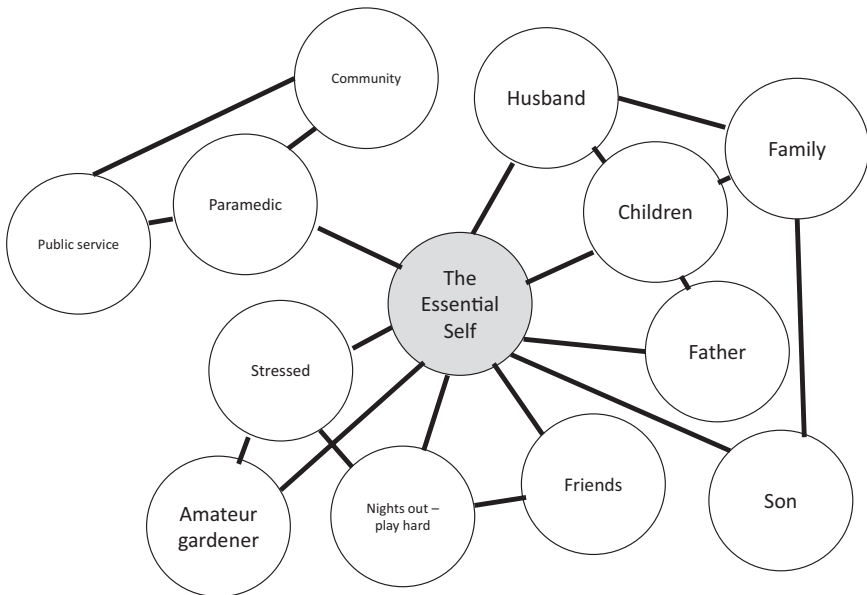 Community
Husband
Family
Paramedic
Children
Public service
The
Essential
Self
Father
Stressed
Friends
Son
Nights out –
play hard
Amateur
gardener